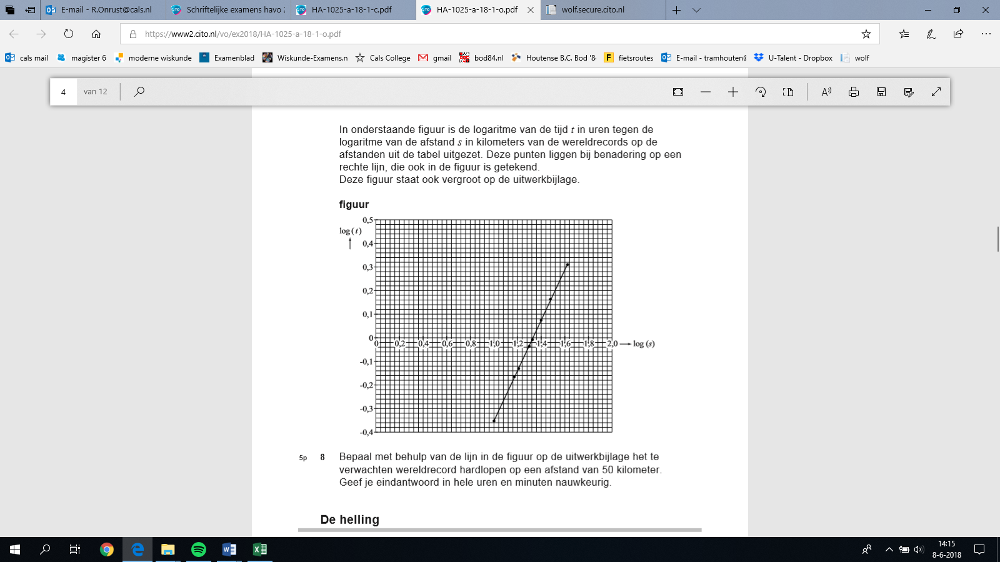 E-mail - R.Onrust@cals.nl
Schriftelijke examens havo 2
HA-1025-a-18-1-c.pdf
HA-1025-a-18-1-o.pdf
wolf.secure.cito.nl
https://www2.cito.nl/vo/ex2018/HA-1025-a-18-1-o.pdf
cals mail
magister 6
moderne wiskunde
Examenblad
Wiskunde-Examens.n
Cals College
gmail
bod84.nl
Houtense B.C. Bod '84
fietsroutes
E-mail - tramhouten@
U-Talent - Dropbox
wolf
4 van 12
In onderstaande figuur is de logaritme van de tijd t in uren tegen de
logaritme van de afstand s in kilometers van de wereldrecords op de
afstanden uit de tabel uitgezet. Deze punten liggen bij benadering op een
rechte lijn, die ook in de figuur is getekend.
Deze figuur staat ook vergroot op de uitwerkbijlage.
figuur
0,5
log(t)
0,4
0,3
0,2
0,1
0
0 0,2 0,4 0,6 0,8 1,0 1,2 1,4 1,6 1,8 2,0 log(s)
-0,1
-0,2
-0,3
-0,4
5p 8 Bepaal met behulp van de lijn in de figuur op de uitwerkbijlage het te
verwachten wereldrecord hardlopen op een afstand van 50 kilometer.
Geef je eindantwoord in hele uren en minuten nauwkeurig.
De helling
14:15
8-6-2018